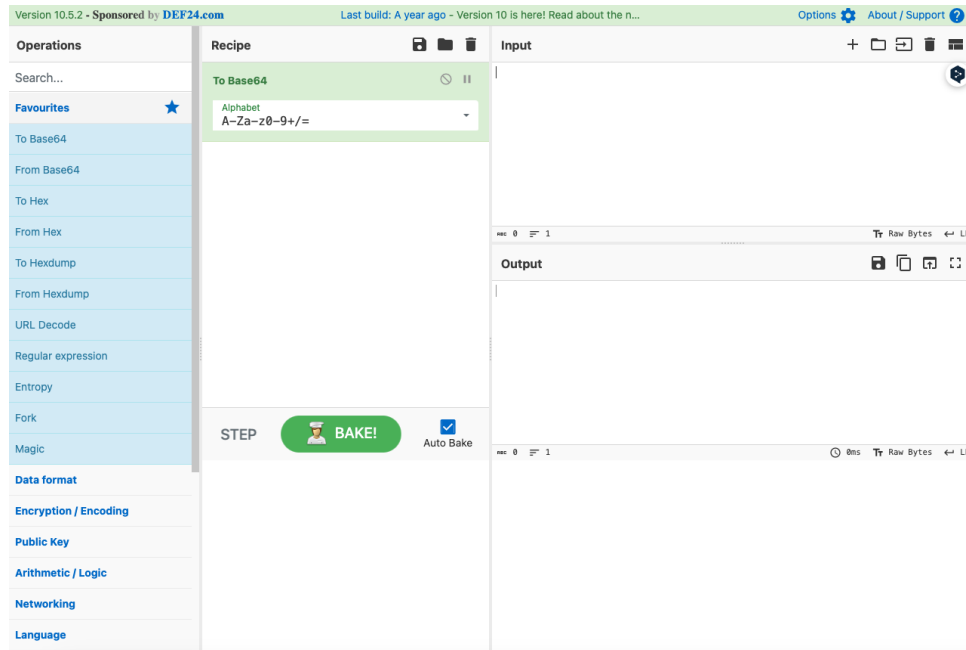 Version 10.5.2 - Sponsored by DEF24.com
Last build: A year ago - Version 10 is here! Read about the n...
Options
About / Support
Operations
Search...
Favourites
To Base64
From Base64
To Hex
From Hex
To Hexdump
From Hexdump
URL Decode
Regular expression
Entropy
Fork
Magic
Data format
Encryption / Encoding
Public Key
Arithmetic / Logic
Networking
Language
Recipe
To Base64
Alphabet
A-Za-z0-9+/=
STEP
BAKE!
Auto Bake
Input
ABC 0 1
Tт Raw Bytes
Output
ABC 0 1
0ms Tт Raw Bytes